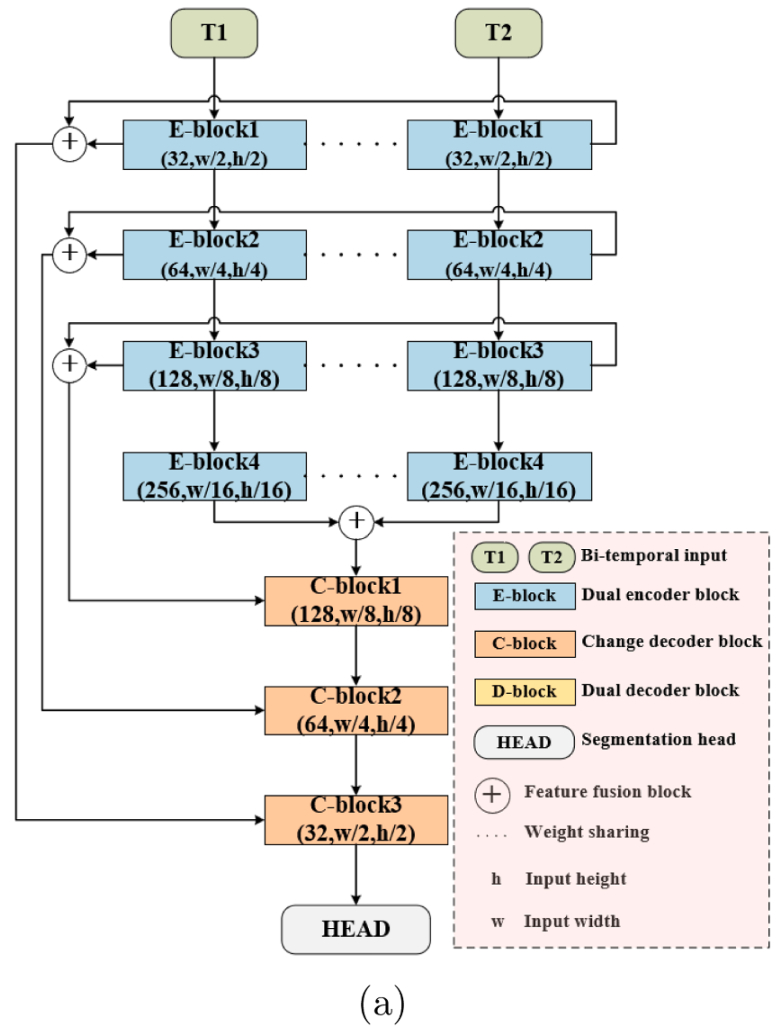 T1 T2
E-block1 E-block1
(32,w/2,h/2) (32,w/2,h/2)
E-block2 E-block2
(64,w/4,h/4) (64,w/4,h/4)
E-block3 E-block3
(128,w/8,h/8) (128,w/8,h/8)
E-block4 E-block4
(256,w/16,h/16) (256,w/16,h/16)
C-block1
(128,w/8,h/8)
C-block2
(64,w/4,h/4)
C-block3
(32,w/2,h/2)
HEAD
T1 T2 Bi-temporal input
E-block Dual encoder block
C-block Change decoder block
D-block Dual decoder block
HEAD Segmentation head
+ Feature fusion block
.... Weight sharing
h Input height
w Input width
(a)